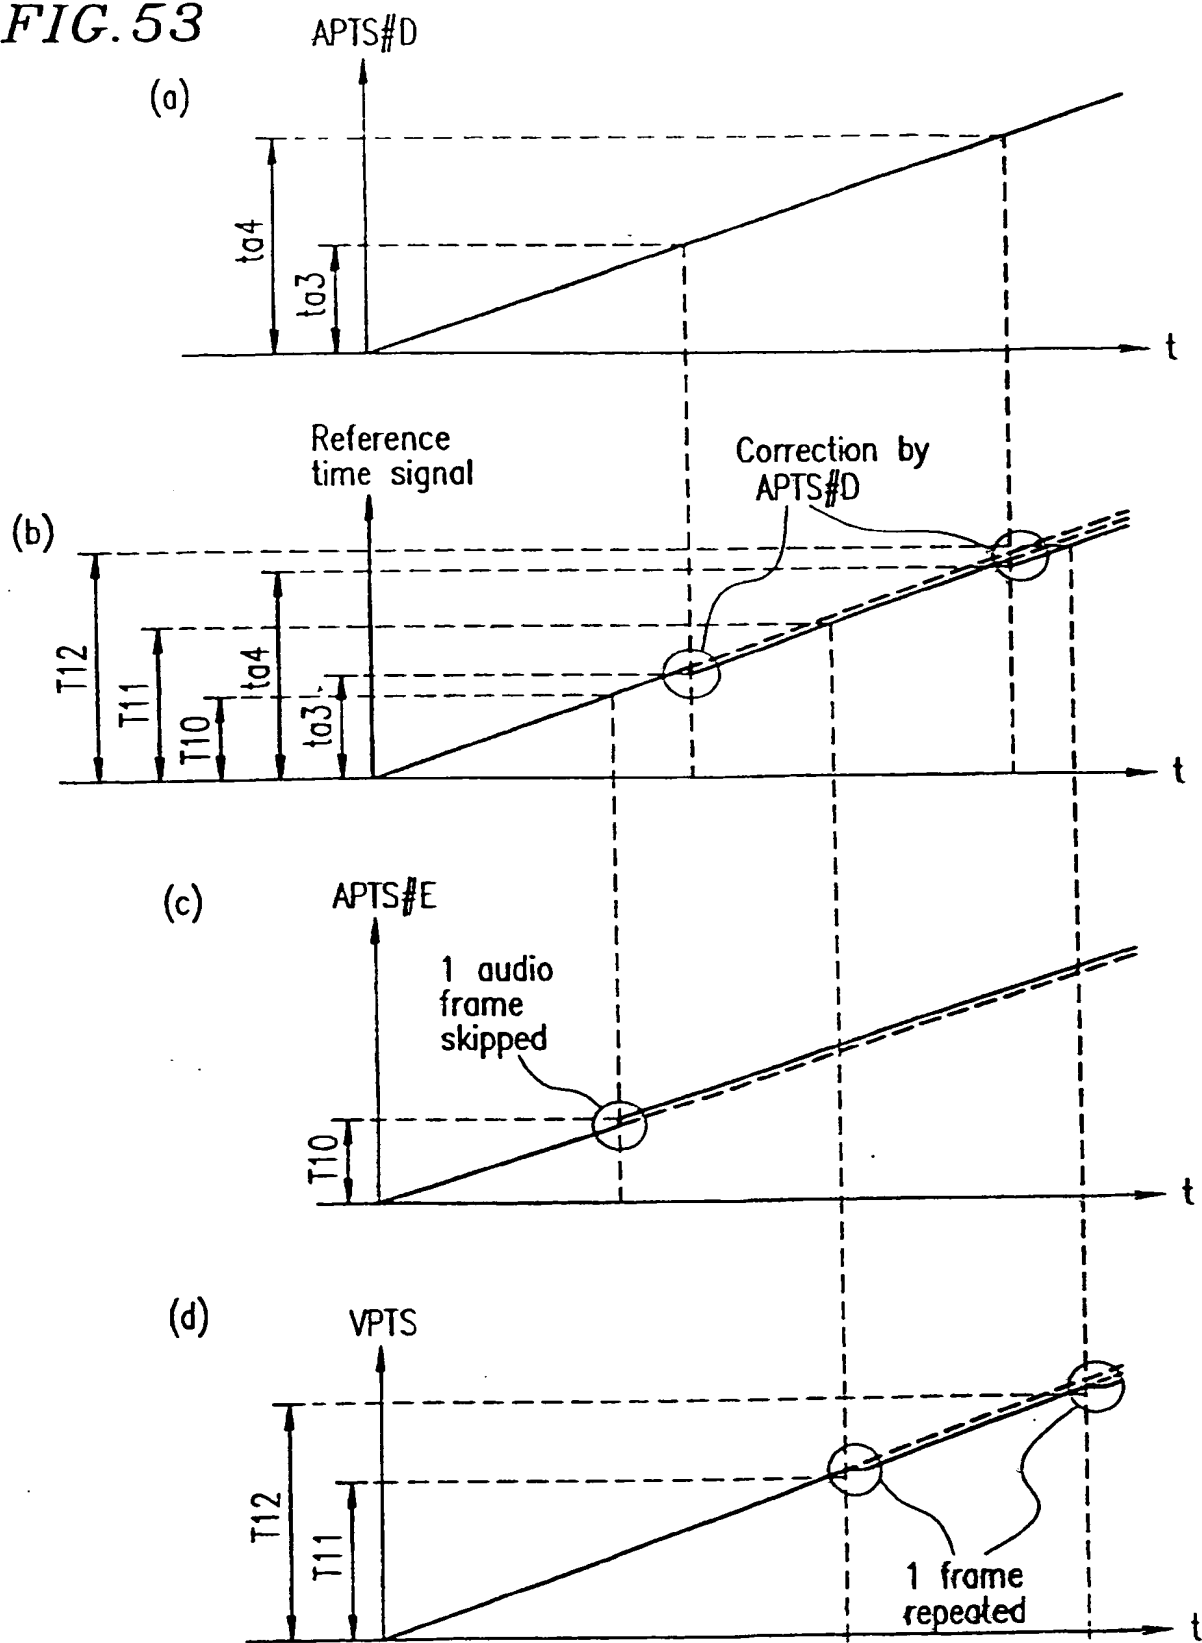 FIG.53
APTS#D
(a)
ta4
ta3
t
Reference
time signal
Correction by
APTS#D
(b)
T12
T11
T10
ta4
ta3
t
(c)
APTS#E
1 audio
frame
skipped
T10
t
(d)
VPTS
T12
T11
1 frame
repeated
t